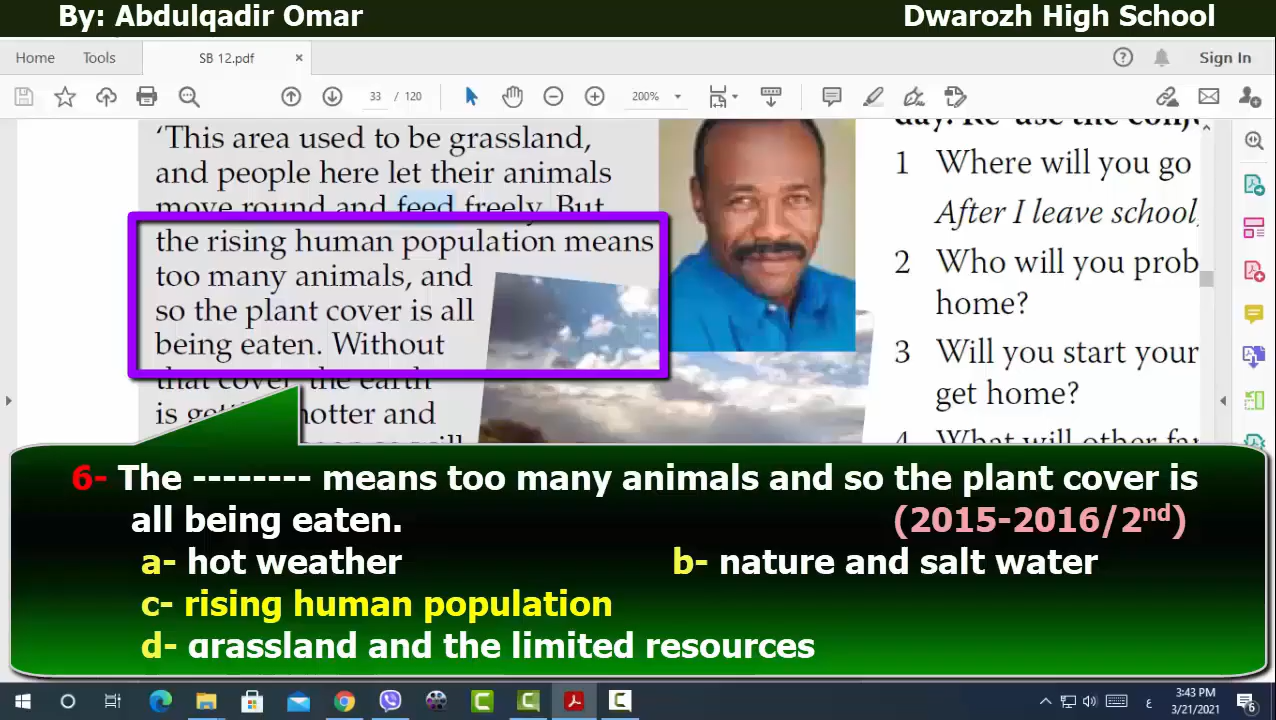 By: Abdulqadir Omar
Dwarozh High School
Home
Tools
SB 12.pdf
×
Sign In
33 / 120
200%
'This area used to be grassland,
and people here let their animals
move round and feed freely. But
the rising human population means
too many animals, and
so the plant cover is all
being eaten. Without
that cover, the earth
hotter and
1 Where will you go
After I leave school,
2 Who will you prob
home?
3 Will you start your
get home?
4 What will other
6- The -------- means too many animals and so the plant cover is
all being eaten.
(2015-2016/2nd)
a- hot weather
b- nature and salt water
c- rising human population
d- grassland and the limited resources
3:43 PM
3/21/2021
ع
6